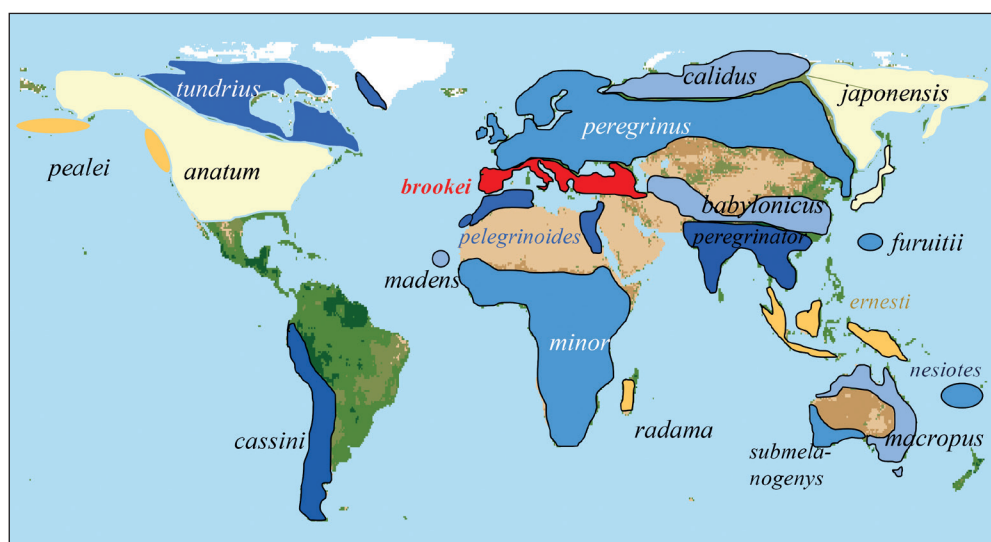 tundrius
calidus
japonensis
peregrinus
pealei
anatum
brookei
babylonicus
pelegrinoides
peregrinator
furuitii
madens
ernesti
minor
nesiotes
radama
cassini
macropus
submela-
nogenys